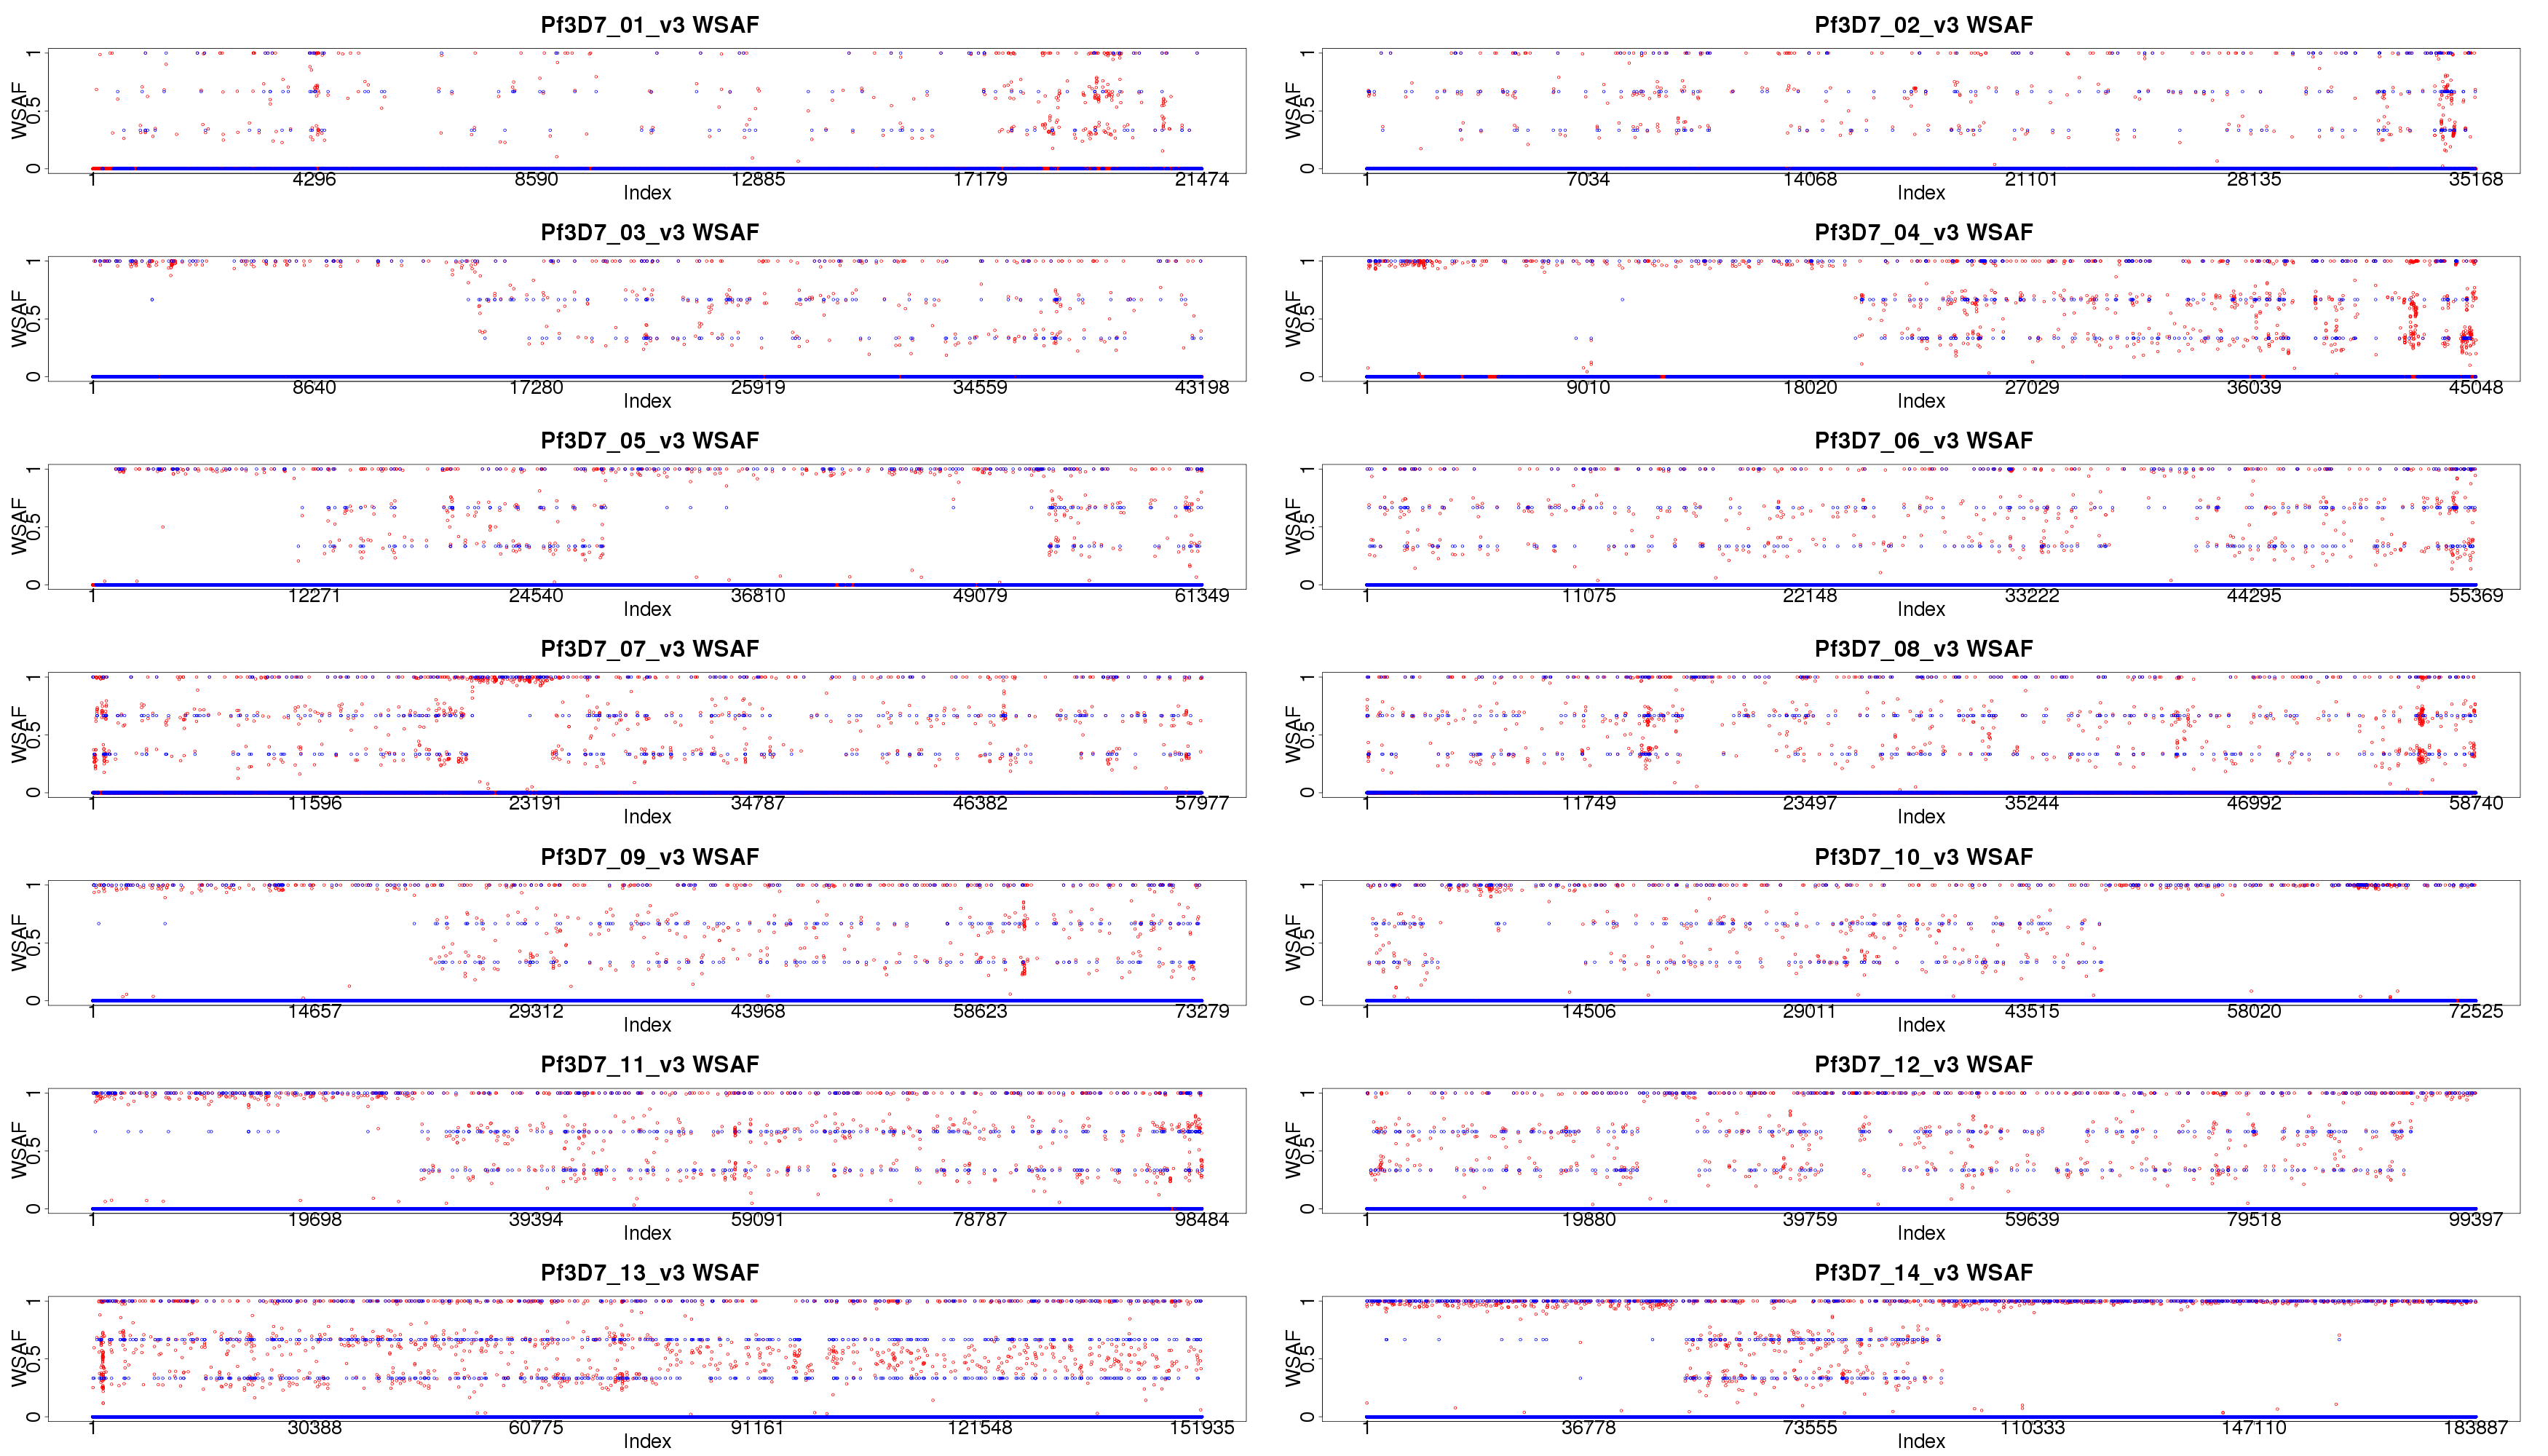 Pf3D7_01_v3 WSAF
WSAF
0 0.5 1
1 4296 8590 12885 17179 21474
Index
Pf3D7_02_v3 WSAF
WSAF
0 0.5 1
1 7034 14068 21101 28135 35168
Index
Pf3D7_03_v3 WSAF
WSAF
0 0.5 1
1 8640 17280 25919 34559 43198
Index
Pf3D7_04_v3 WSAF
WSAF
0 0.5 1
1 9010 18020 27029 36039 45048
Index
Pf3D7_05_v3 WSAF
WSAF
0 0.5 1
1 12271 24540 36810 49079 61349
Index
Pf3D7_06_v3 WSAF
WSAF
0 0.5 1
1 11075 22148 33222 44295 55369
Index
Pf3D7_07_v3 WSAF
WSAF
0 0.5 1
1 11596 23191 34787 46382 57977
Index
Pf3D7_08_v3 WSAF
WSAF
0 0.5 1
1 11749 23497 35244 46992 58740
Index
Pf3D7_09_v3 WSAF
WSAF
0 0.5 1
1 14657 29312 43968 58623 73279
Index
Pf3D7_10_v3 WSAF
WSAF
0 0.5 1
1 14506 29011 43515 58020 72525
Index
Pf3D7_11_v3 WSAF
WSAF
0 0.5 1
1 19698 39394 59091 78787 98484
Index
Pf3D7_12_v3 WSAF
WSAF
0 0.5 1
1 19880 39759 59639 79518 99397
Index
Pf3D7_13_v3 WSAF
WSAF
0 0.5 1
1 30388 60775 91161 121548 151935
Index
Pf3D7_14_v3 WSAF
WSAF
0 0.5 1
1 36778 73555 110333 147110 183887
Index